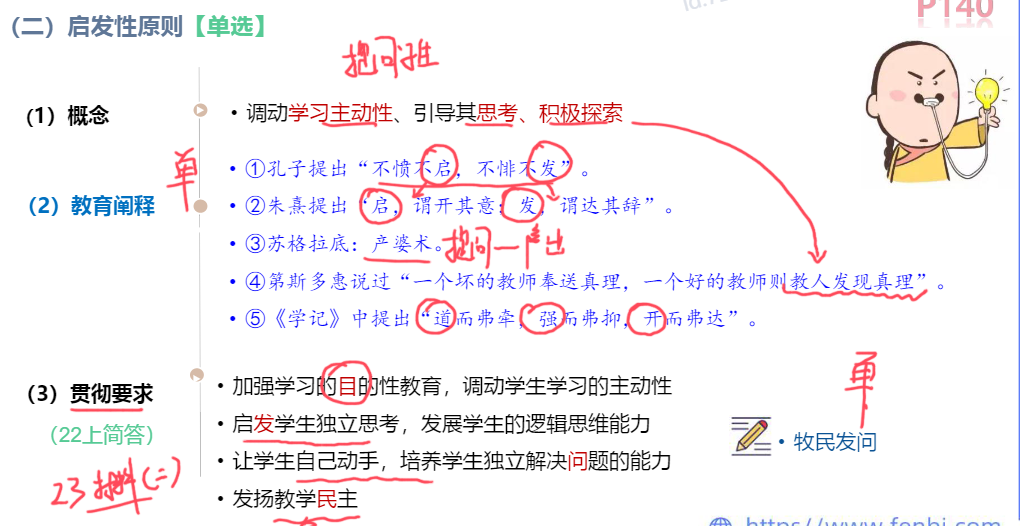 (二）启发性原则【单选】
P140
提问式
（1）概念
• 调动学习主动性、引导其思考、积极探索
单
（2）教育阐释
• ①孔子提出“不愤不启，不悱不发”。
• ②朱熹提出“启，谓开其意；发，谓达其辞”。
• ③苏格拉底：产婆术。
提问—产出
• ④第斯多惠说过“一个坏的教师奉送真理，一个好的教师则教人发现真理”。
• ⑤《学记》中提出“道而弗牵，强而弗抑，开而弗达”。
（3）贯彻要求
（22上简答）
• 加强学习的目的性教育，调动学生学习的主动性
• 启发学生独立思考，发展学生的逻辑思维能力
• 让学生自己动手，培养学生独立解决问题的能力
• 发扬教学民主
单
• 牧民发问
https://www.fenbi.com